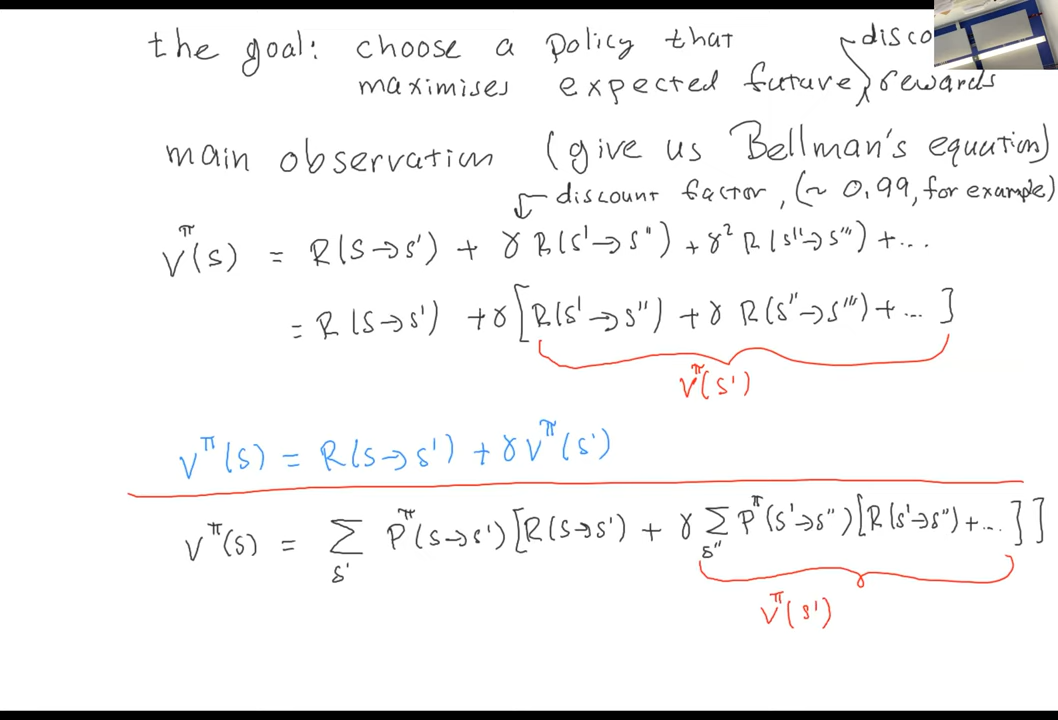 the goal: choose a policy that
maximises expected future rewards
main observation (give us Bellman's equation)
discount factor, (~ 0.99, for example)
V^π(s) = R(s→s') + γ R(s'→s'') + γ² R(s''→s''') + ...
= R(s→s') + γ[R(s'→s'') + γ R(s''→s''') + ... ]
V^π(s')
V^π(s) = R(s→s') + γ V^π(s')
V^π(s) = Σ_{s'} P^π(s→s')[R(s→s') + γ Σ_{s''} P^π(s'→s'')[R(s'→s'') + ... ]]
V^π(s')